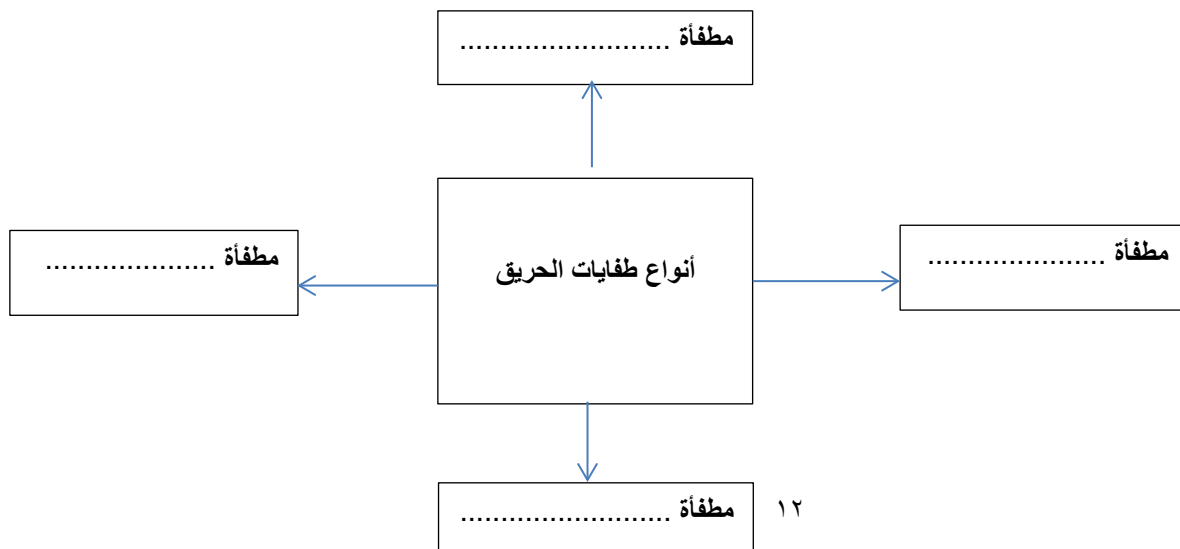 مطفأة ...........................
أنواع طفايات الحريق
مطفأة ......................
مطفأة .....................
مطفأة ..........................
١٢